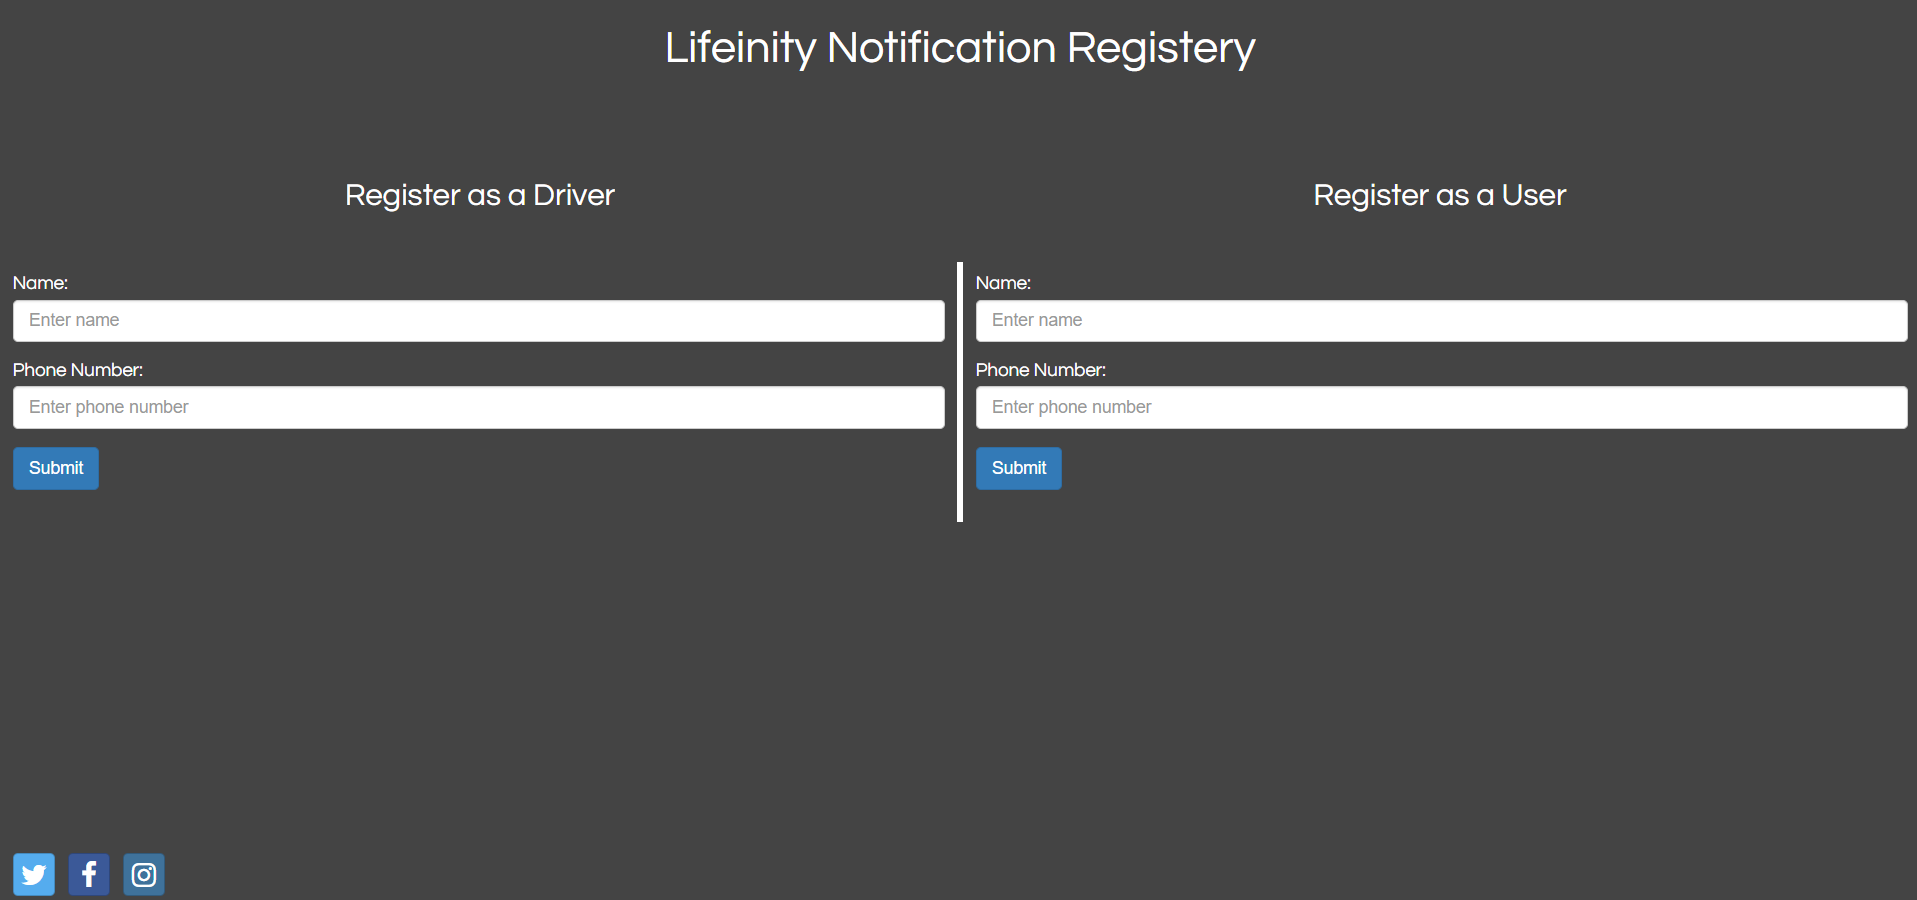 Lifeinity Notification Registery
Register as a Driver
Name:
Enter name
Phone Number:
Enter phone number
Submit
Register as a User
Name:
Enter name
Phone Number:
Enter phone number
Submit